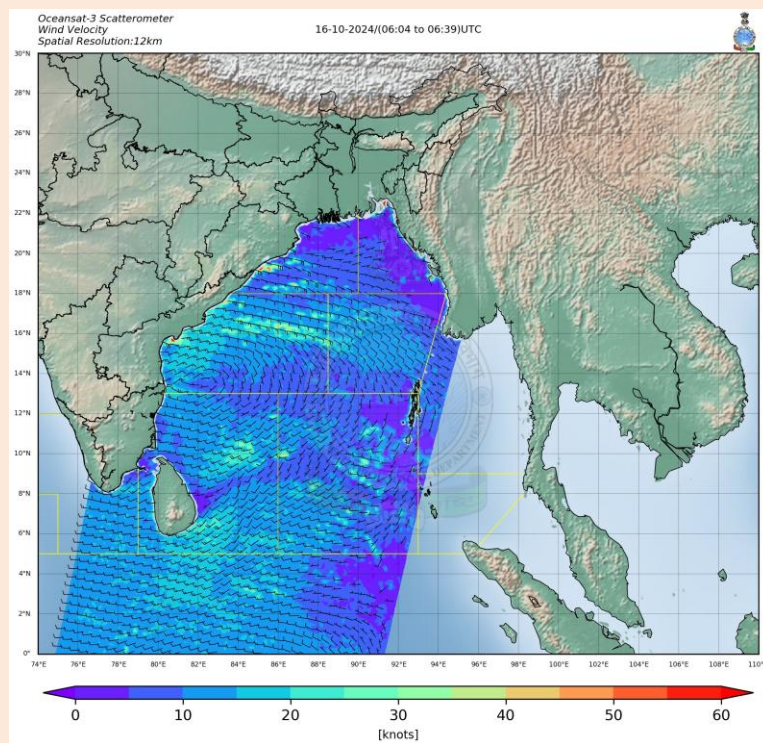 Oceansat-3 Scatterometer
Wind Velocity
Spatial Resolution:12km
16-10-2024/(06:04 to 06:39)UTC
30°N
28°N
26°N
24°N
22°N
20°N
18°N
16°N
14°N
12°N
10°N
8°N
6°N
4°N
2°N
0°
74°E 76°E 78°E 80°E 82°E 84°E 86°E 88°E 90°E 92°E 94°E 96°E 98°E 100°E 102°E 104°E 106°E 108°E 110°E
0 10 20 30 40 50 60
[knots]